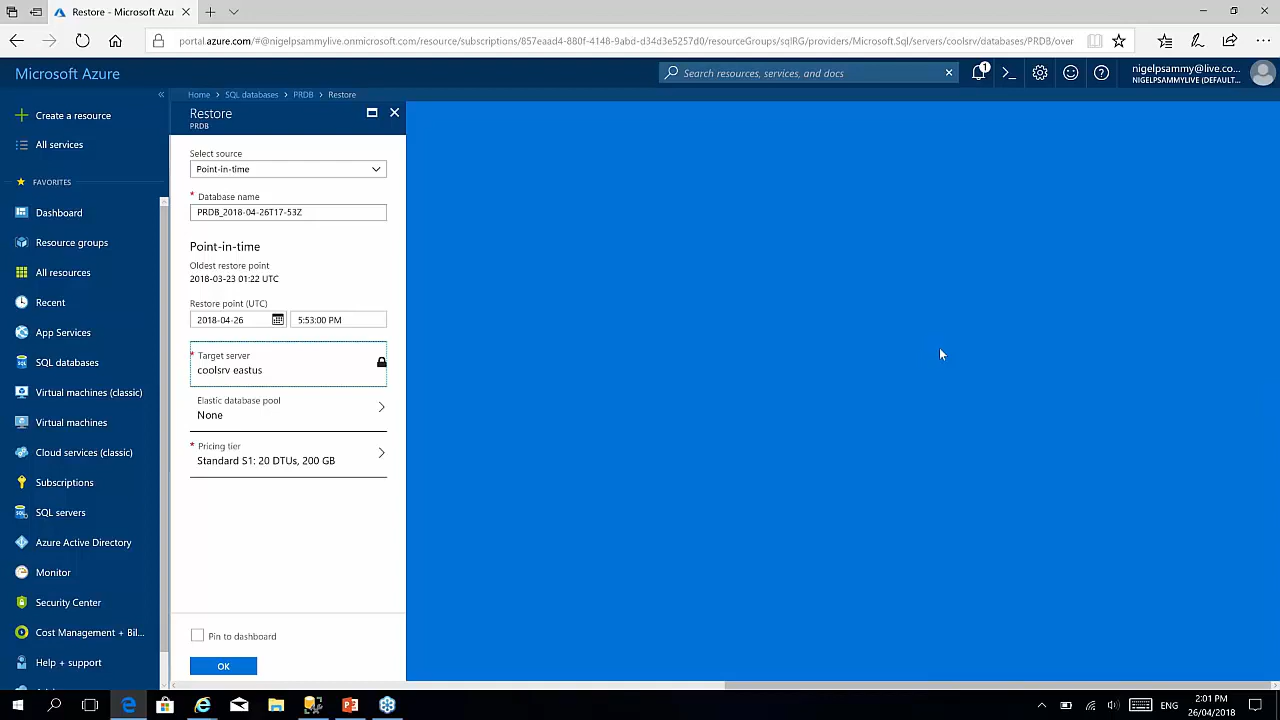 Restore - Microsoft Azu
portal.azure.com/#@nigelpsammylive.onmicrosoft.com/resource/subscriptions/857eaad4-880f-4148-9abd-d34d3e5257d0/resourceGroups/sqlRG/providers/Microsoft.Sql/servers/coolsrv/databases/PRDB/over
Microsoft Azure
Search resources, services, and docs
1
nigelpsammy@live.co...
NIGELPSAMMYLIVE (DEFAULT...
Home > SQL databases > PRDB > Restore
Create a resource
All services
FAVORITES
Dashboard
Resource groups
All resources
Recent
App Services
SQL databases
Virtual machines (classic)
Virtual machines
Cloud services (classic)
Subscriptions
SQL servers
Azure Active Directory
Monitor
Security Center
Cost Management + Bil...
Help + support
Restore
PRDB
Select source
Point-in-time
* Database name
PRDB_2018-04-26T17-53Z
Point-in-time
Oldest restore point
2018-03-23 01:22 UTC
Restore point (UTC)
2018-04-26 5:53:00 PM
* Target server
coolsrv eastus
Elastic database pool
None
* Pricing tier
Standard S1: 20 DTUs, 200 GB
Pin to dashboard
OK
ENG
2:01 PM
26/04/2018